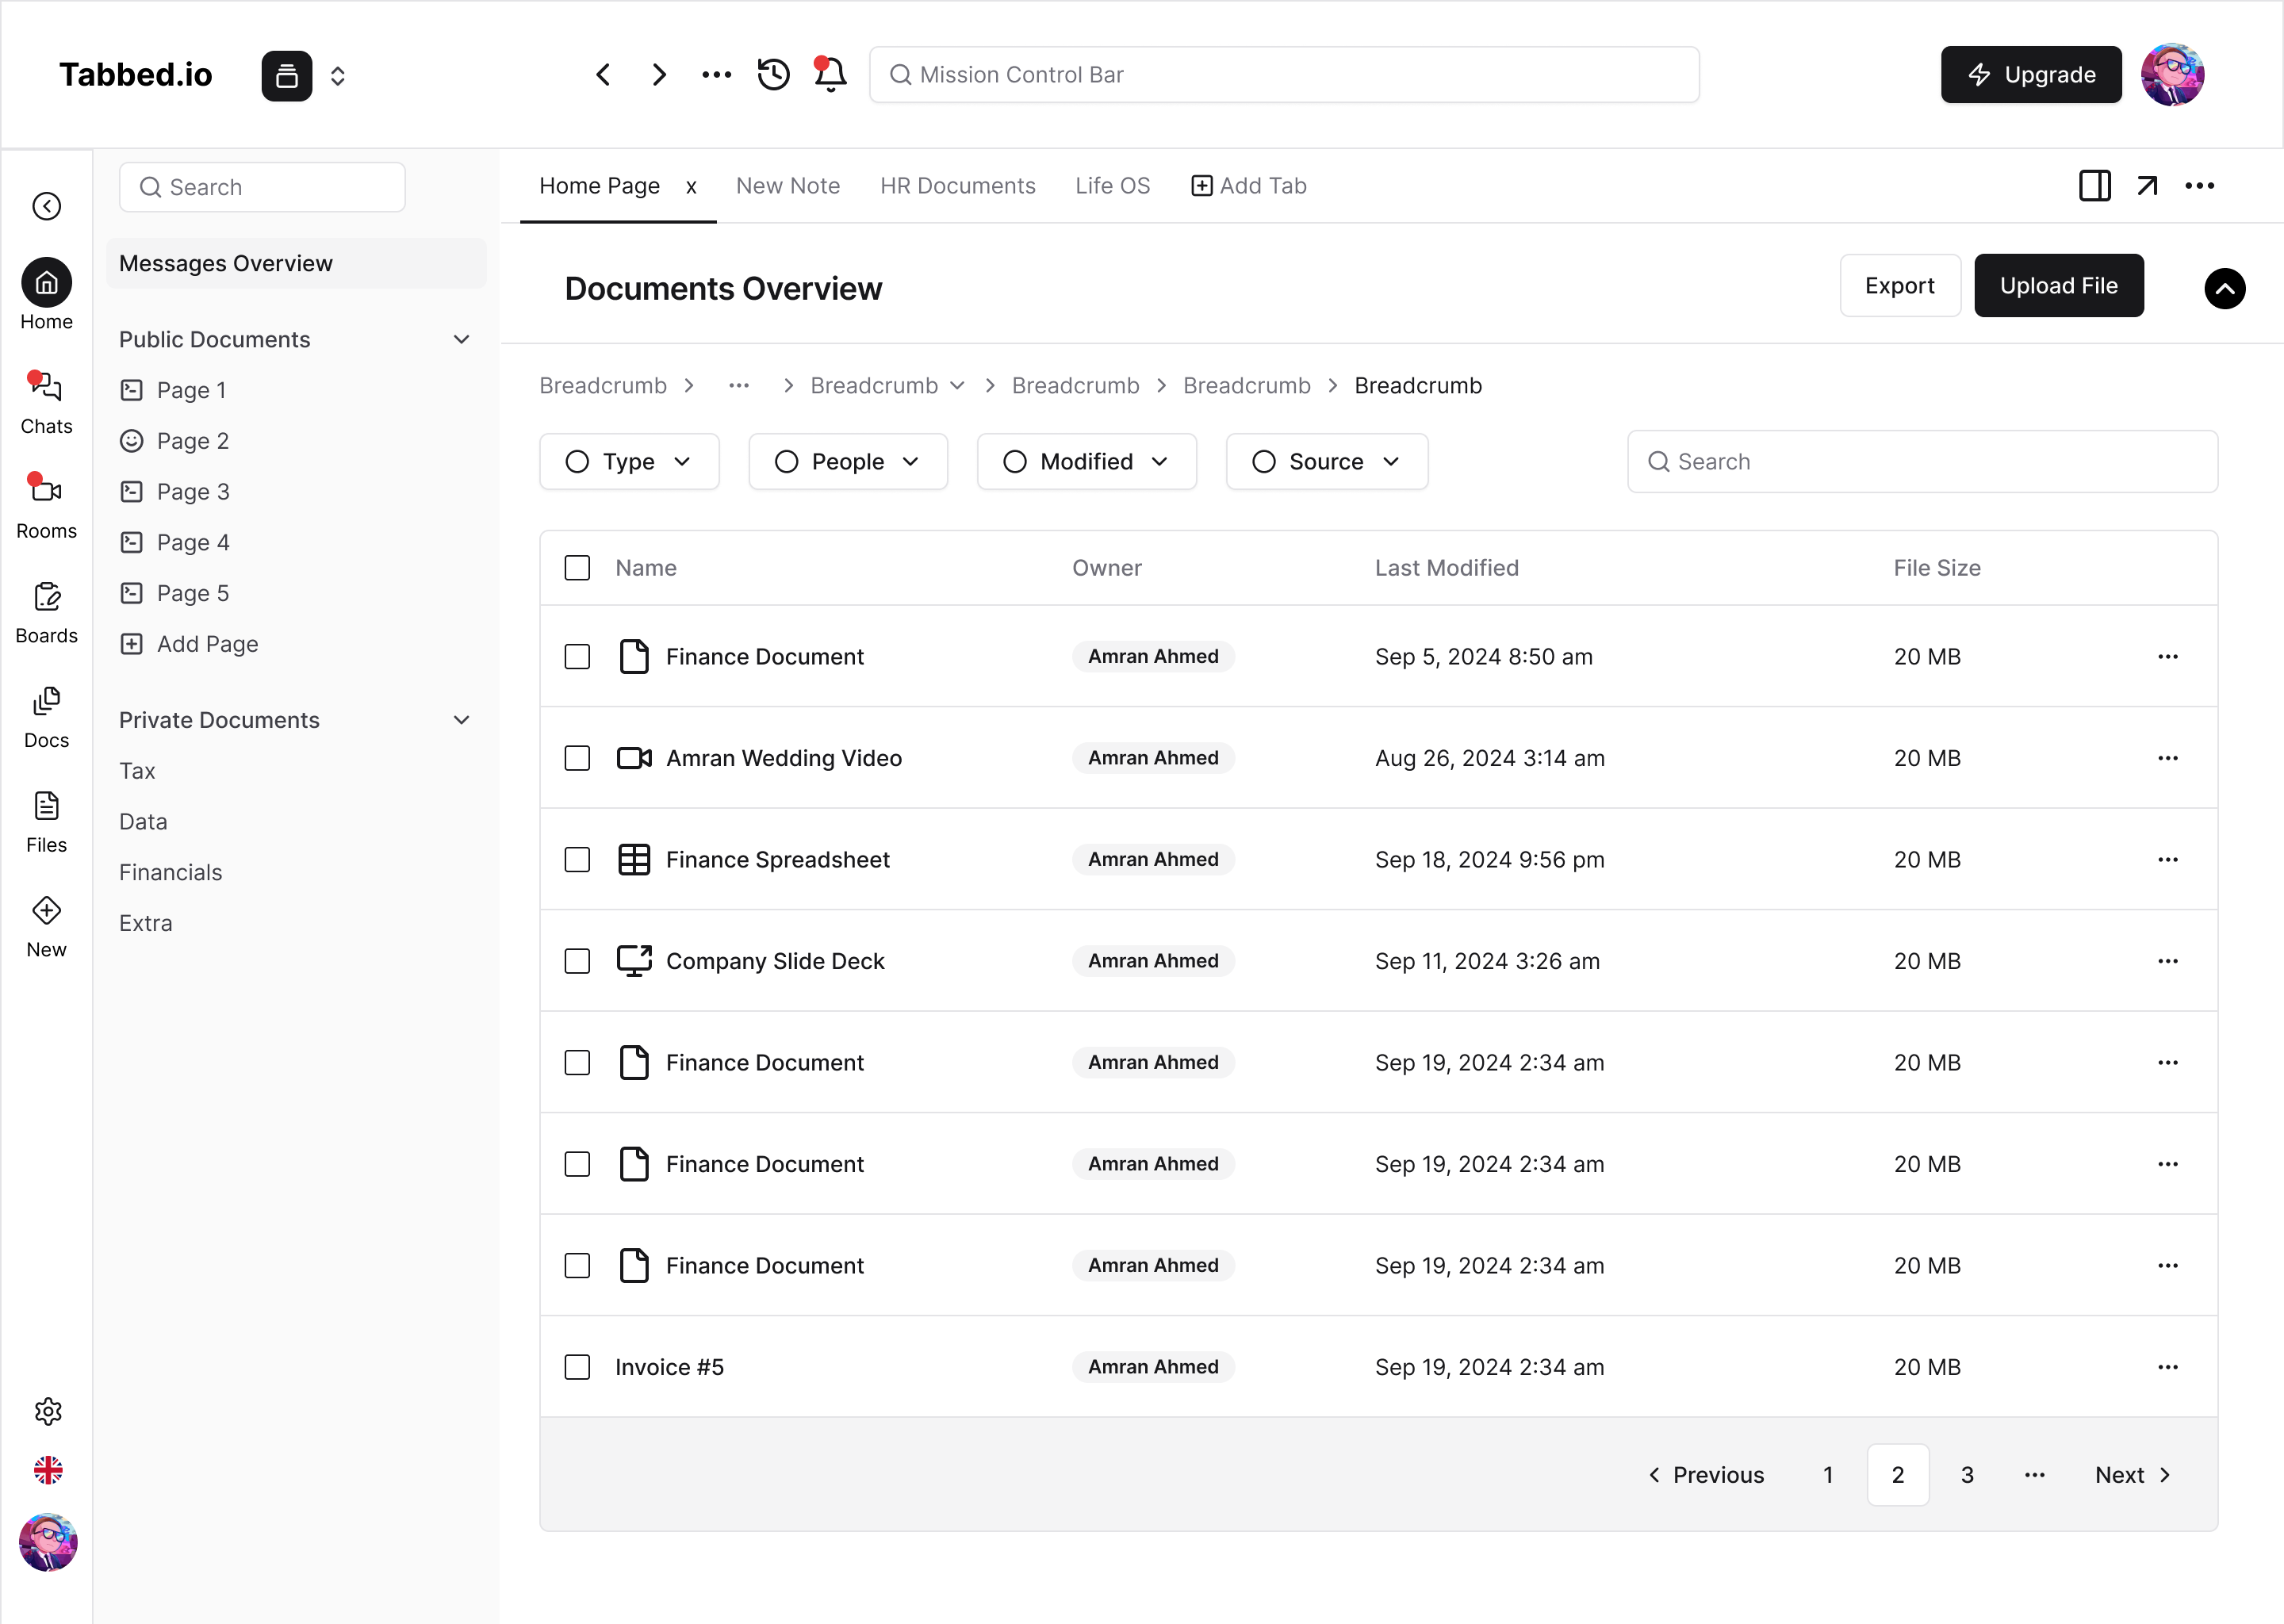 Tabbed.io
Mission Control Bar
Upgrade
Home
Chats
Rooms
Boards
Docs
Files
New
Search
Messages Overview
Public Documents
Page 1
Page 2
Page 3
Page 4
Page 5
Add Page
Private Documents
Tax
Data
Financials
Extra
Home Page x New Note HR Documents Life OS Add Tab
Documents Overview
Export Upload File
Breadcrumb > ... > Breadcrumb > Breadcrumb > Breadcrumb > Breadcrumb
Type People Modified Source Search
Name Owner Last Modified File Size
Finance Document Amran Ahmed Sep 5, 2024 8:50 am 20 MB
Amran Wedding Video Amran Ahmed Aug 26, 2024 3:14 am 20 MB
Finance Spreadsheet Amran Ahmed Sep 18, 2024 9:56 pm 20 MB
Company Slide Deck Amran Ahmed Sep 11, 2024 3:26 am 20 MB
Finance Document Amran Ahmed Sep 19, 2024 2:34 am 20 MB
Finance Document Amran Ahmed Sep 19, 2024 2:34 am 20 MB
Finance Document Amran Ahmed Sep 19, 2024 2:34 am 20 MB
Invoice #5 Amran Ahmed Sep 19, 2024 2:34 am 20 MB
Previous 1 2 3 ... Next